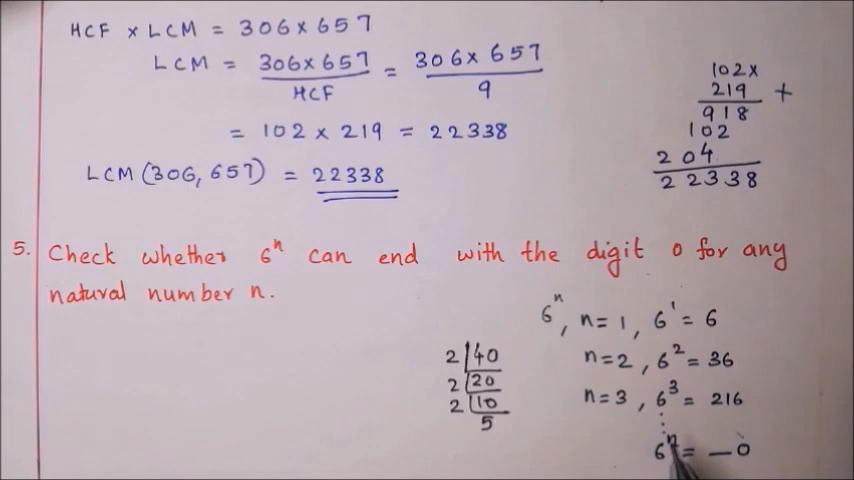 HCF × LCM = 306 × 657
LCM = 306×657 / HCF = 306 × 657 / 9
= 102 × 219 = 22338
LCM (306, 657) = 22338
102×
219 +
918
102
204
22338
5. Check whether 6ⁿ can end with the digit 0 for any
natural number n.
2 40
2 20
2 10
5
6ⁿ, n=1, 6¹ = 6
n=2, 6² = 36
n=3, 6³ = 216
⋮
6ⁿ = _0